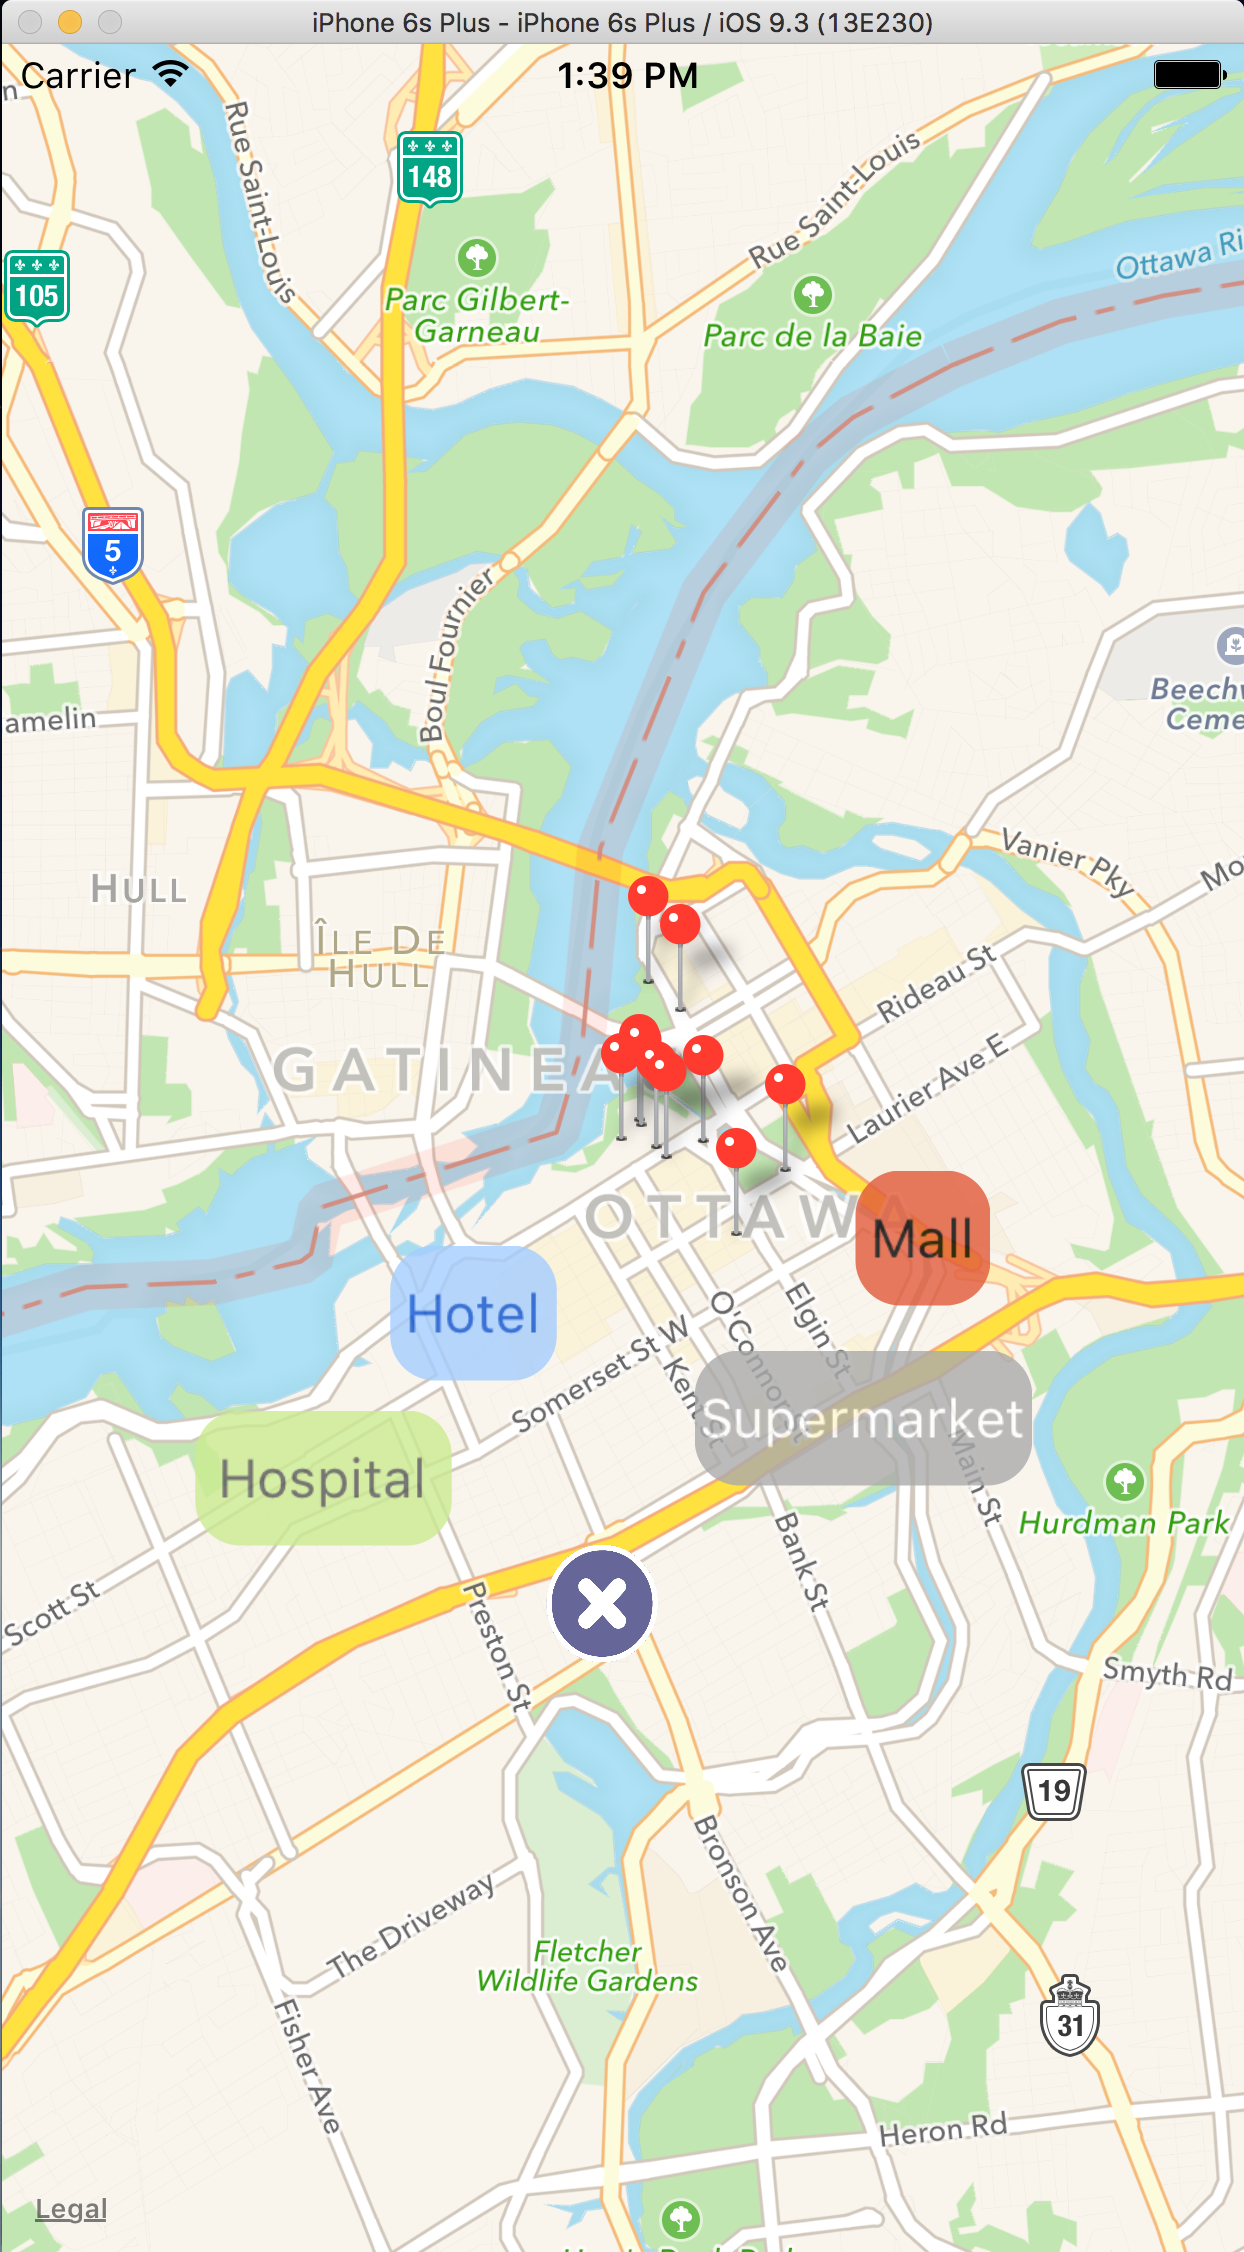 iPhone 6s Plus - iPhone 6s Plus / iOS 9.3 (13E230)
Carrier
1:39 PM
Rue Saint-Louis
148
Rue Saint-Louis
105
Parc Gilbert-
Garneau
Parc de la Baie
Ottawa Ri
5
Boul Fournier
amelin
Beechw
Ceme
Vanier Pky
Mo
HULL
ÎLE DE
HULL
Rideau St
GATINEA
Laurier Ave E
OTTAWA
Mall
Hotel
Elgin St
O'Connor St
Somerset St W
Kent St
Supermarket
Hospital
Main St
Hurdman Park
Bank St
Scott St
Preston St
Smyth Rd
19
Bronson Ave
The Driveway
Fletcher
Wildlife Gardens
31
Fisher Ave
Heron Rd
Legal